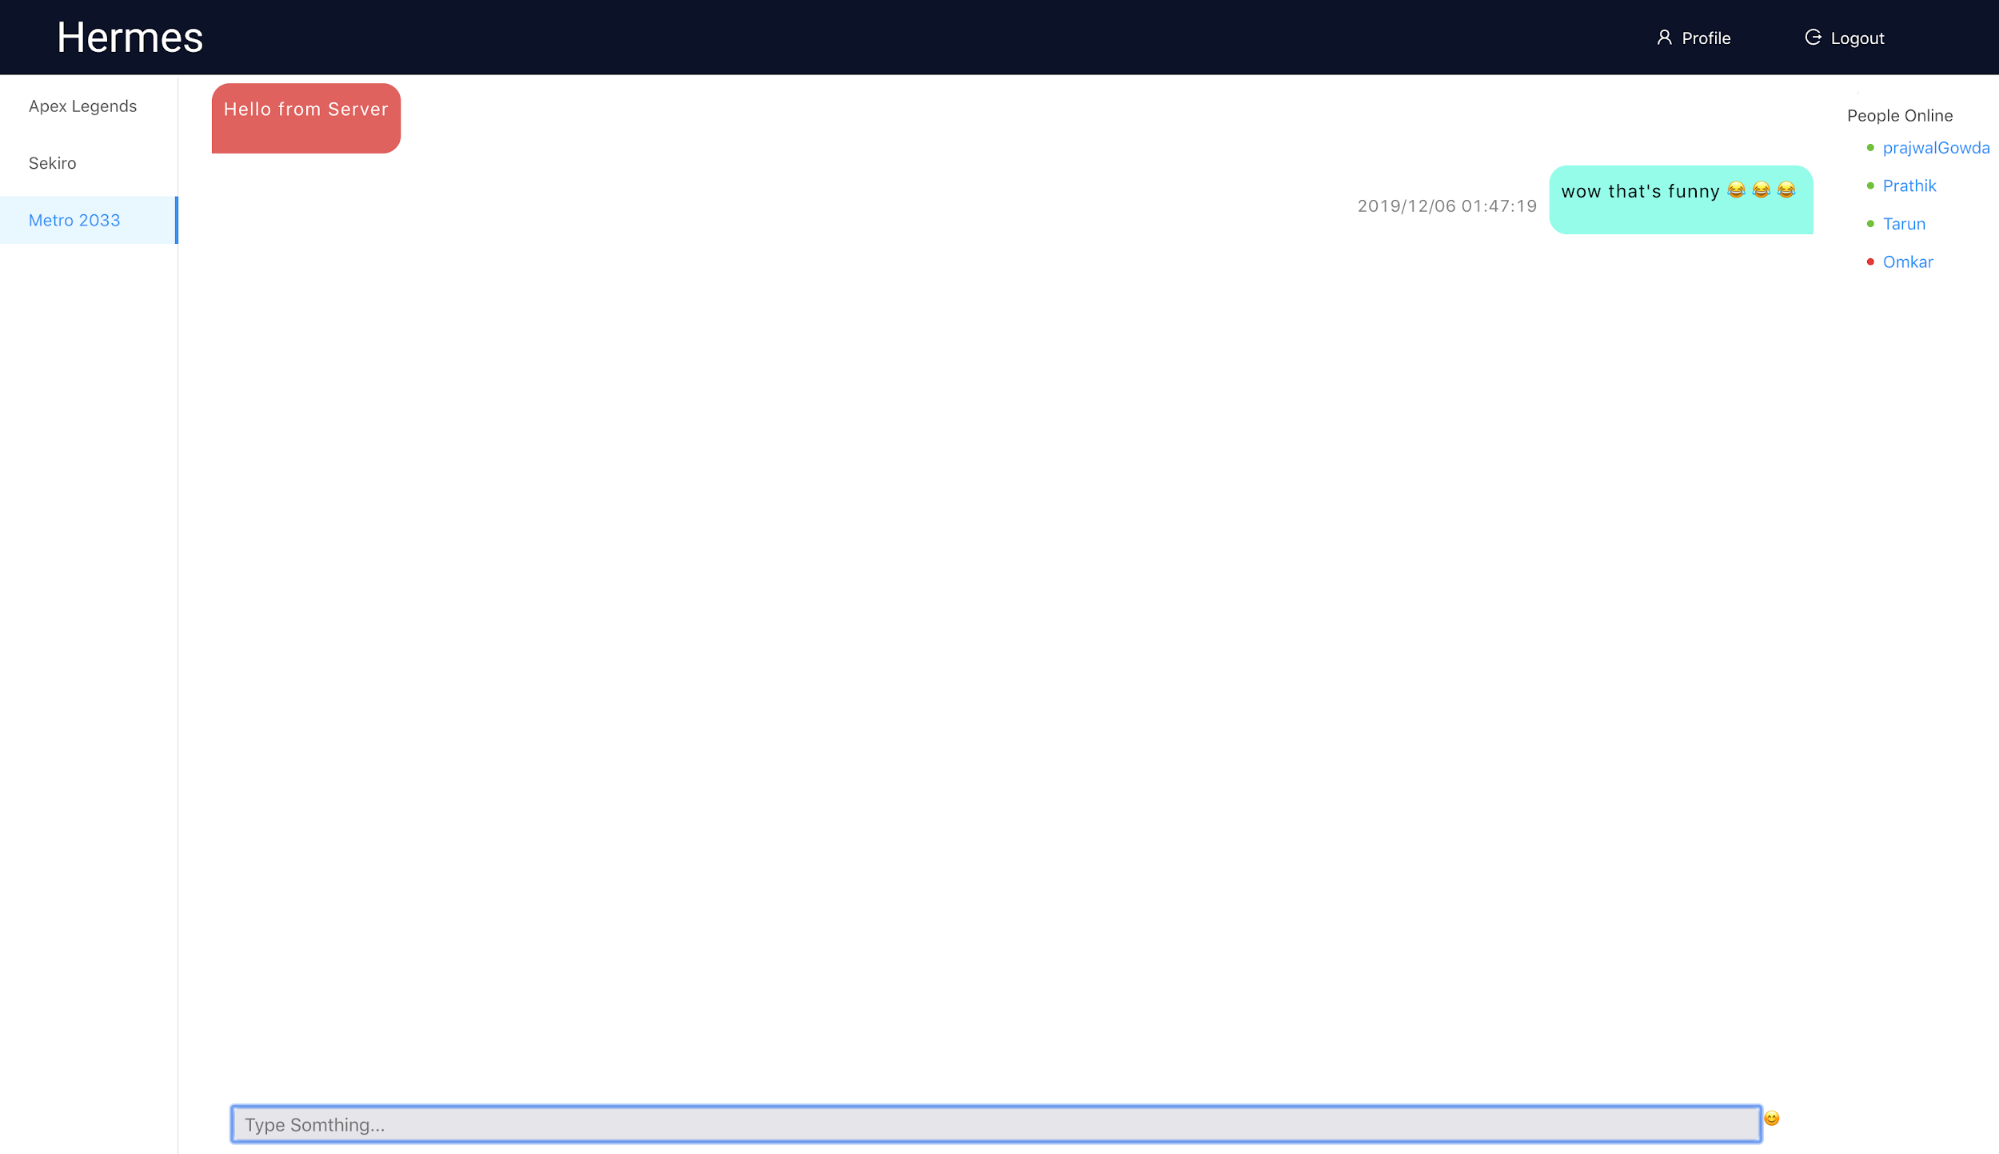 Hermes
Profile
Logout
Apex Legends
Sekiro
Metro 2033
Hello from Server
2019/12/06 01:47:19
wow that's funny 😂 😂 😂
People Online
prajwalGowda
Prathik
Tarun
Omkar
Type Somthing...